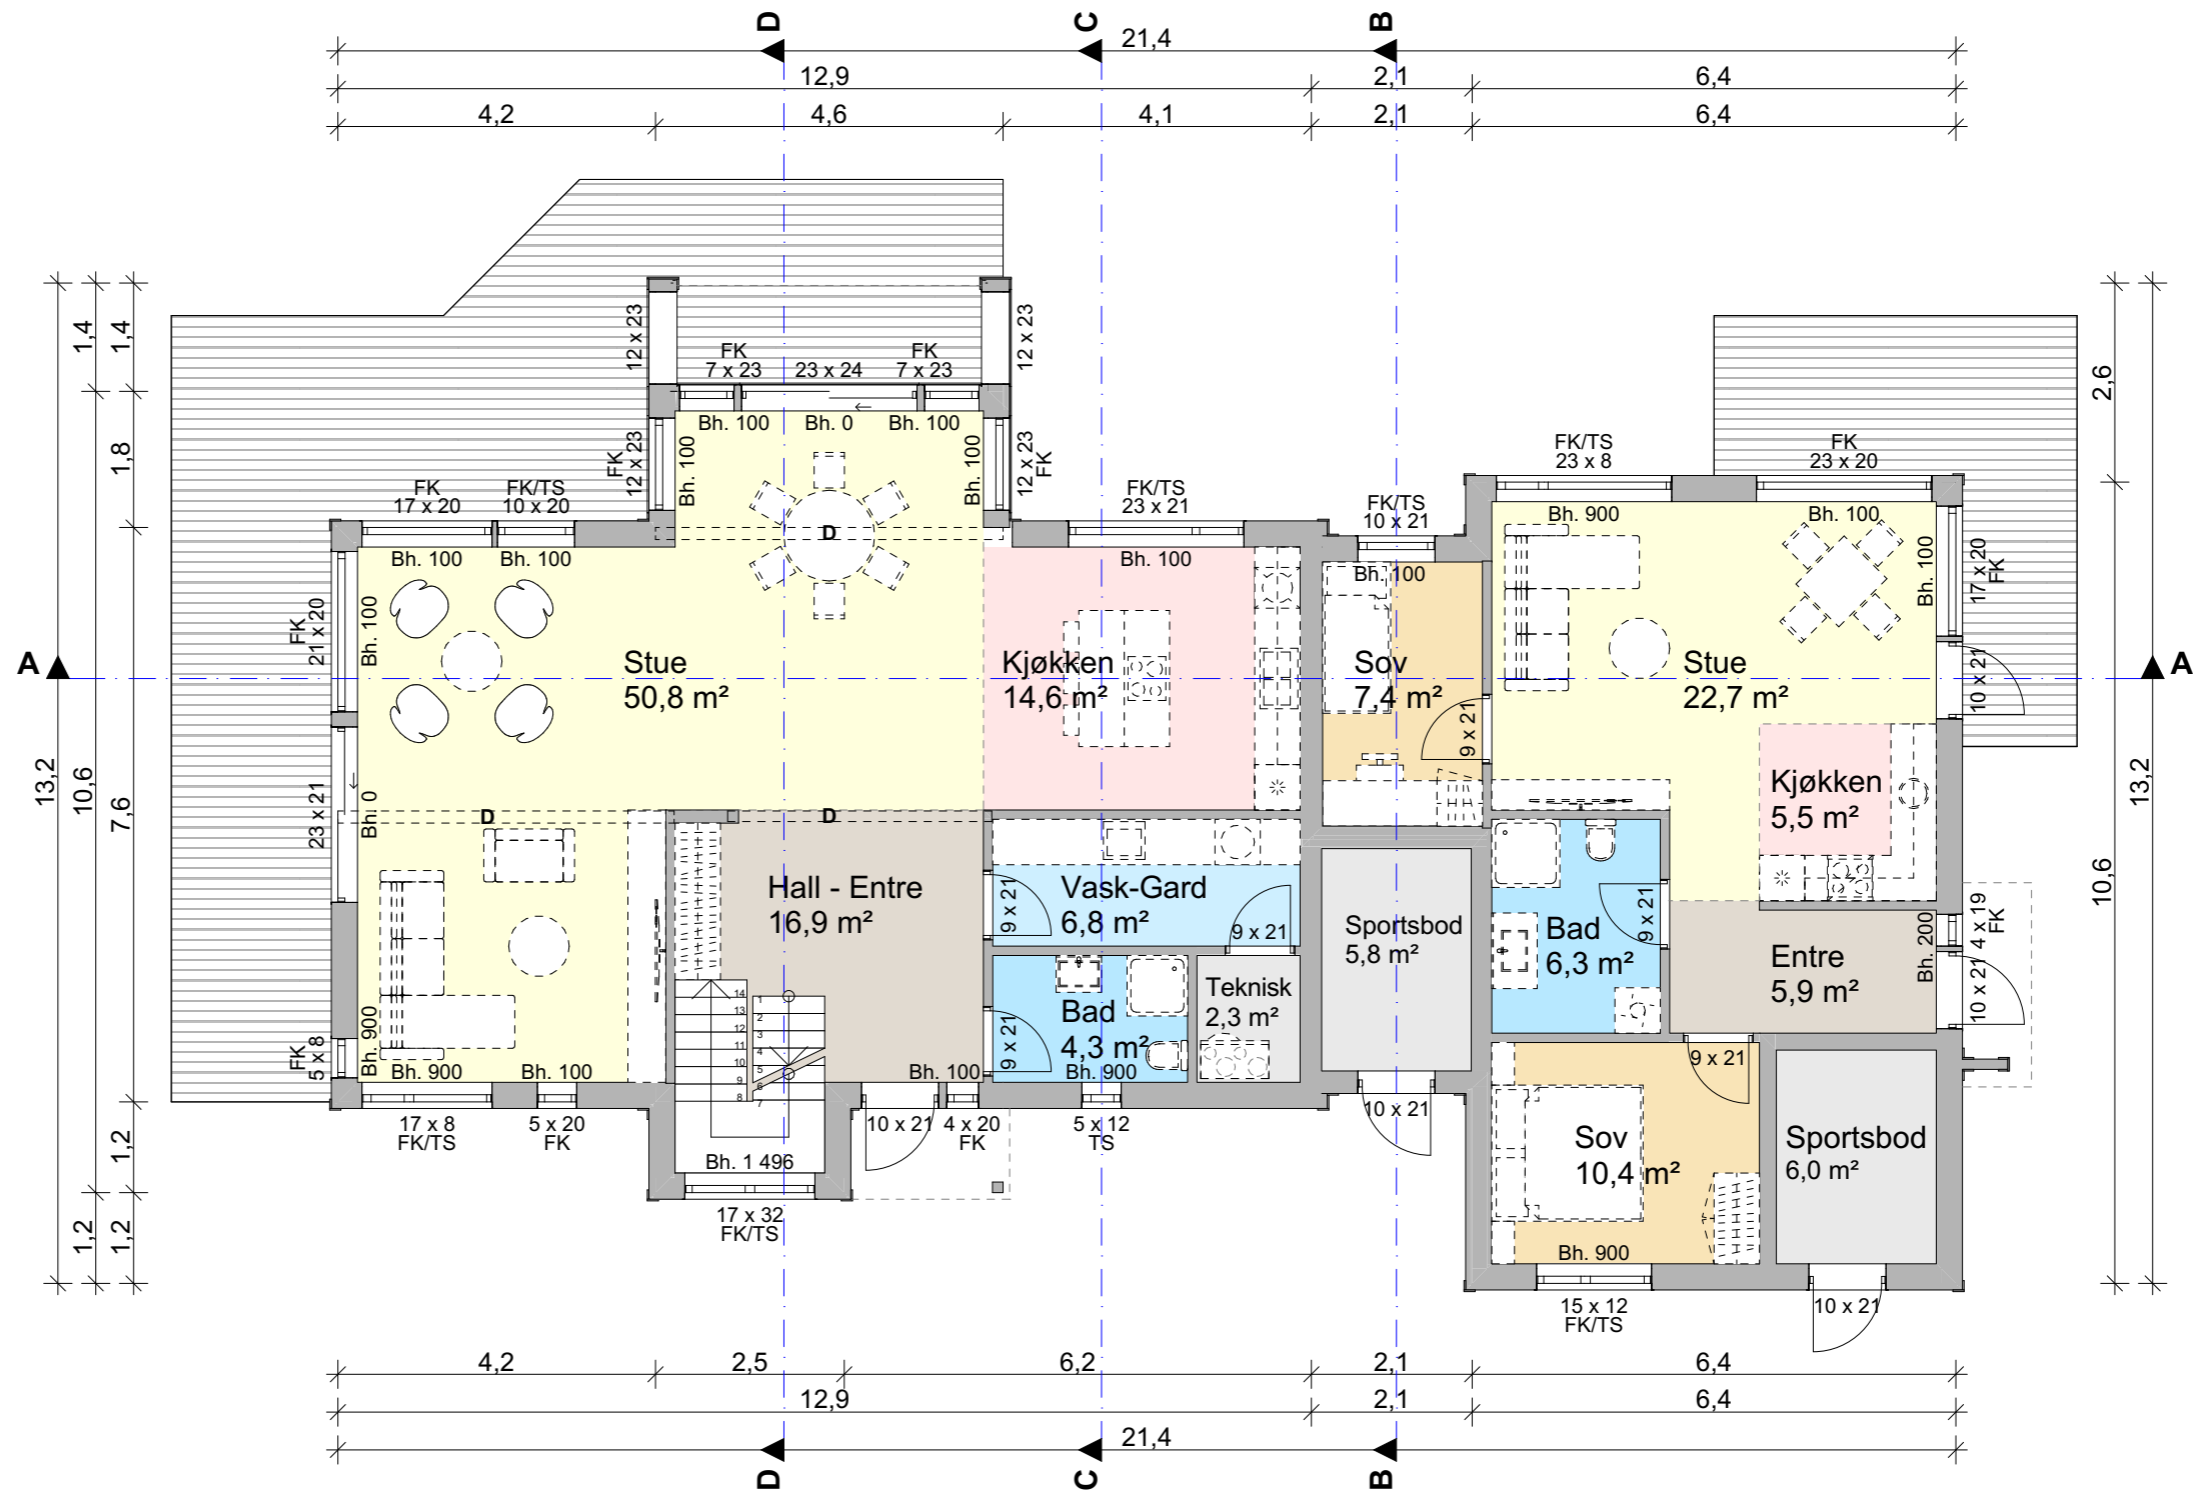 D
C
B
21,4
12,9
2,1
6,4
4,2
4,6
4,1
2,1
6,4
13,2
1,4
10,6
1,2
1,4
1,8
7,6
1,2
1,2
2,6
10,6
13,2
A
A
12 x 23
12 x 23
FK
7 x 23
23 x 24
FK
7 x 23
Bh. 100
Bh. 0
Bh. 100
FK
12 x 23
Bh. 100
Bh. 100
12 x 23
FK
FK
17 x 20
FK/TS
10 x 20
Bh. 100
Bh. 100
FK/TS
23 x 21
Bh. 100
FK/TS
10 x 21
Bh. 100
FK/TS
23 x 8
Bh. 900
FK
23 x 20
Bh. 100
Bh. 100
17 x 20
FK
FK
21 x 20
Bh. 100
D
Stue
50,8 m²
Kjøkken
14,6 m²
Sov
7,4 m²
9 x 21
Stue
22,7 m²
10 x 21
Kjøkken
5,5 m²
23 x 21
Bh. 0
D
D
Hall - Entre
16,9 m²
9 x 21
Vask-Gard
6,8 m²
9 x 21
Sportsbod
5,8 m²
Bad
6,3 m²
9 x 21
Entre
5,9 m²
Bh. 200
4 x 19
FK
10 x 21
Teknisk
2,3 m²
Bad
4,3 m²
9 x 21
Bh. 900
14
13
12
11
10
9
8
1
2
3
4
5
6
7
FK
5 x 8
Bh. 900
Bh. 900
Bh. 100
Bh. 100
17 x 8
FK/TS
5 x 20
FK
10 x 21
4 x 20
FK
5 x 12
TS
10 x 21
9 x 21
Bh. 1 496
17 x 32
FK/TS
Sov
10,4 m²
Sportsbod
6,0 m²
Bh. 900
15 x 12
FK/TS
10 x 21
4,2
2,5
6,2
2,1
6,4
12,9
2,1
6,4
21,4
D
C
B